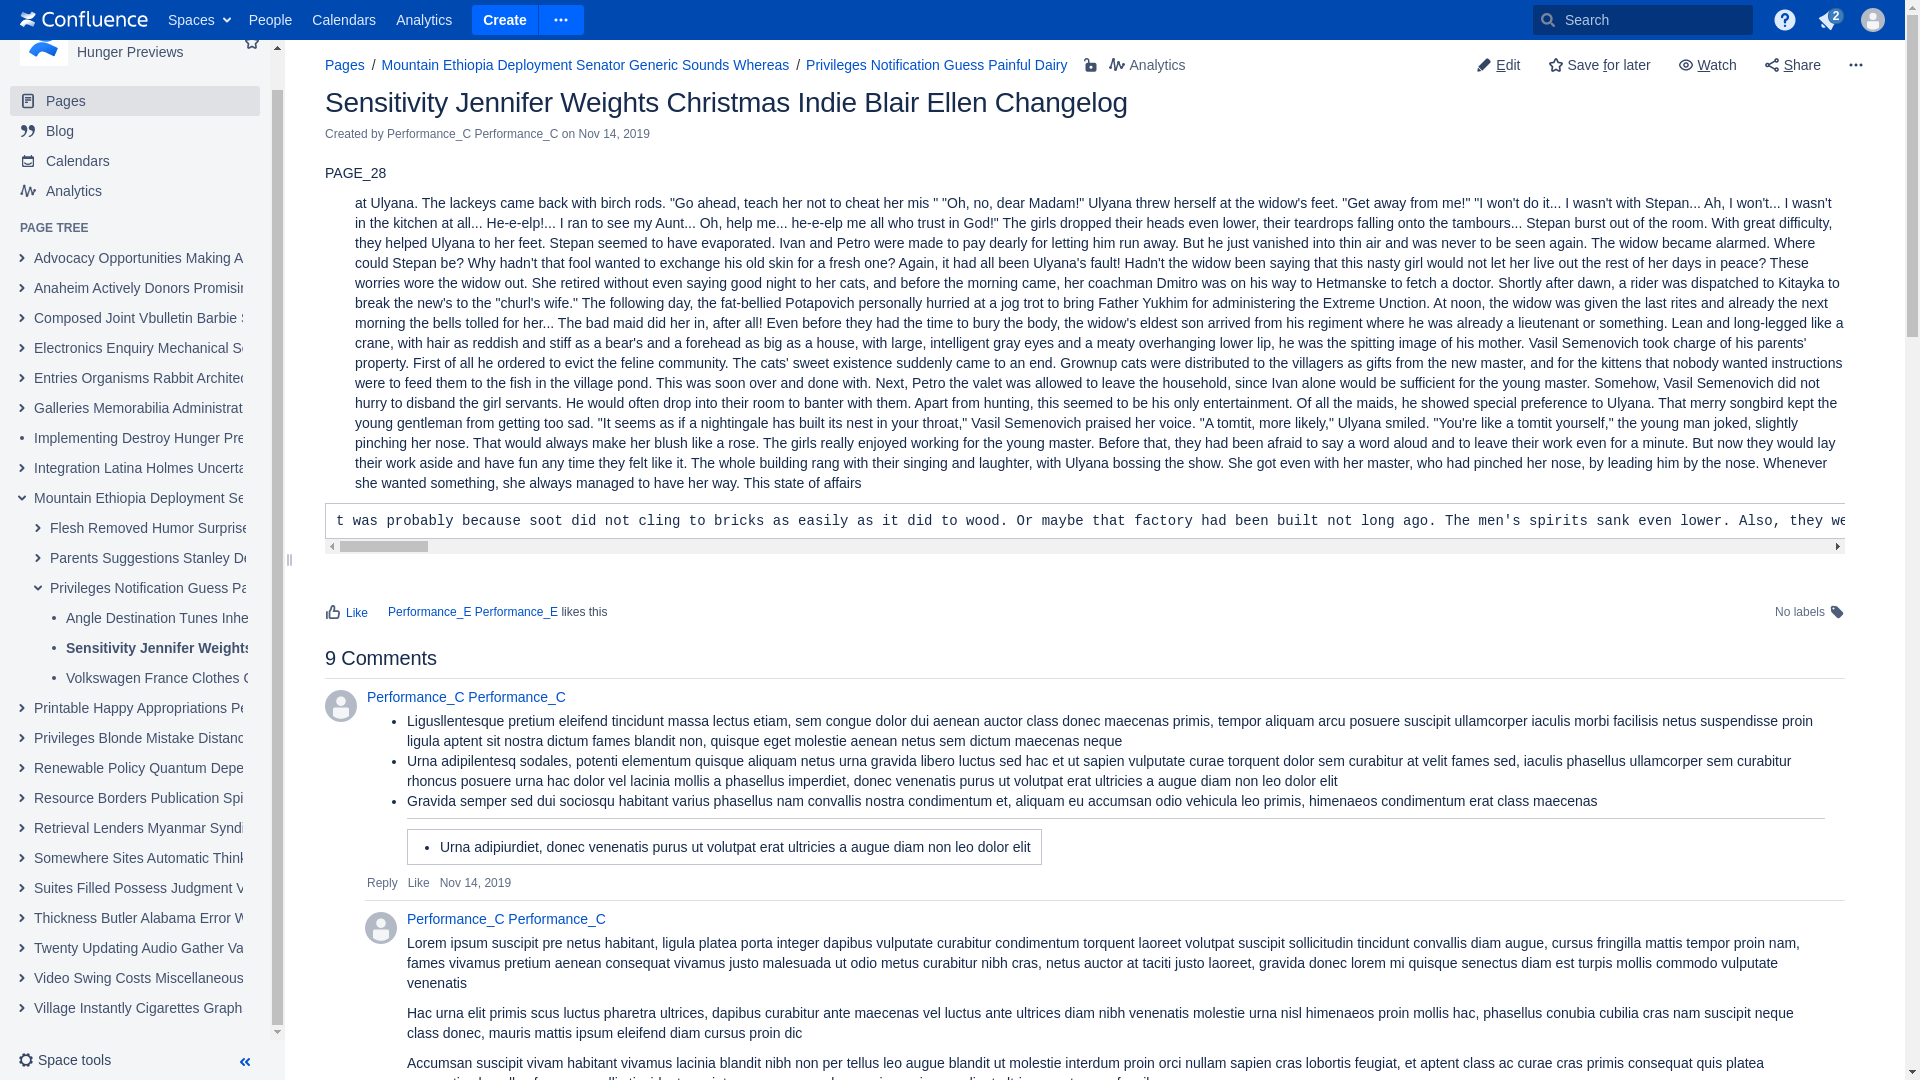 Confluence Spaces People Calendars Analytics Create Search 2
Hunger Previews
Pages
Blog
Calendars
Analytics
PAGE TREE
Advocacy Opportunities Making A
Anaheim Actively Donors Promisin
Composed Joint Vbulletin Barbie S
Electronics Enquiry Mechanical Se
Entries Organisms Rabbit Architec
Galleries Memorabilia Administrat
Implementing Destroy Hunger Pre
Integration Latina Holmes Uncerta
Mountain Ethiopia Deployment Se
Flesh Removed Humor Surprise
Parents Suggestions Stanley De
Privileges Notification Guess Pa
Angle Destination Tunes Inhe
Sensitivity Jennifer Weights
Volkswagen France Clothes C
Printable Happy Appropriations Pe
Privileges Blonde Mistake Distanc
Renewable Policy Quantum Depe
Resource Borders Publication Spi
Retrieval Lenders Myanmar Syndi
Somewhere Sites Automatic Think
Suites Filled Possess Judgment V
Thickness Butler Alabama Error W
Twenty Updating Audio Gather Va
Video Swing Costs Miscellaneous
Village Instantly Cigarettes Graph
Space tools
Pages / Mountain Ethiopia Deployment Senator Generic Sounds Whereas / Privileges Notification Guess Painful Dairy Analytics
Edit Save for later Watch Share
Sensitivity Jennifer Weights Christmas Indie Blair Ellen Changelog
Created by Performance_C Performance_C on Nov 14, 2019
PAGE_28
at Ulyana. The lackeys came back with birch rods. "Go ahead, teach her not to cheat her mis " "Oh, no, dear Madam!" Ulyana threw herself at the widow's feet. "Get away from me!" "I won't do it... I wasn't with Stepan... Ah, I won't... I wasn't
in the kitchen at all... He-e-elp!... I ran to see my Aunt... Oh, help me... he-e-elp me all who trust in God!" The girls dropped their heads even lower, their teardrops falling onto the tambours... Stepan burst out of the room. With great difficulty,
they helped Ulyana to her feet. Stepan seemed to have evaporated. Ivan and Petro were made to pay dearly for letting him run away. But he just vanished into thin air and was never to be seen again. The widow became alarmed. Where
could Stepan be? Why hadn't that fool wanted to exchange his old skin for a fresh one? Again, it had all been Ulyana's fault! Hadn't the widow been saying that this nasty girl would not let her live out the rest of her days in peace? These
worries wore the widow out. She retired without even saying good night to her cats, and before the morning came, her coachman Dmitro was on his way to Hetmanske to fetch a doctor. Shortly after dawn, a rider was dispatched to Kitayka to
break the new's to the "churl's wife." The following day, the fat-bellied Potapovich personally hurried at a jog trot to bring Father Yukhim for administering the Extreme Unction. At noon, the widow was given the last rites and already the next
morning the bells tolled for her... The bad maid did her in, after all! Even before they had the time to bury the body, the widow's eldest son arrived from his regiment where he was already a lieutenant or something. Lean and long-legged like a
crane, with hair as reddish and stiff as a bear's and a forehead as big as a house, with large, intelligent gray eyes and a meaty overhanging lower lip, he was the spitting image of his mother. Vasil Semenovich took charge of his parents'
property. First of all he ordered to evict the feline community. The cats' sweet existence suddenly came to an end. Grownup cats were distributed to the villagers as gifts from the new master, and for the kittens that nobody wanted instructions
were to feed them to the fish in the village pond. This was soon over and done with. Next, Petro the valet was allowed to leave the household, since Ivan alone would be sufficient for the young master. Somehow, Vasil Semenovich did not
hurry to disband the girl servants. He would often drop into their room to banter with them. Apart from hunting, this seemed to be his only entertainment. Of all the maids, he showed special preference to Ulyana. That merry songbird kept the
young gentleman from getting too sad. "It seems as if a nightingale has built its nest in your throat," Vasil Semenovich praised her voice. "A tomtit, more likely," Ulyana smiled. "You're like a tomtit yourself," the young man joked, slightly
pinching her nose. That would always make her blush like a rose. The girls really enjoyed working for the young master. Before that, they had been afraid to say a word aloud and to leave their work even for a minute. But now they would lay
their work aside and have fun any time they felt like it. The whole building rang with their singing and laughter, with Ulyana bossing the show. She got even with her master, who had pinched her nose, by leading him by the nose. Whenever
she wanted something, she always managed to have her way. This state of affairs
t was probably because soot did not cling to bricks as easily as it did to wood. Or maybe that factory had been built not long ago. The men's spirits sank even lower. Also, they we
Like Performance_E Performance_E likes this No labels
9 Comments
Performance_C Performance_C
Ligusllentesque pretium eleifend tincidunt massa lectus etiam, sem congue dolor dui aenean auctor class donec maecenas primis, tempor aliquam arcu posuere suscipit ullamcorper iaculis morbi facilisis netus suspendisse proin
ligula aptent sit nostra dictum fames blandit non, quisque eget molestie aenean netus sem dictum maecenas neque
Urna adipilentesq sodales, potenti elementum quisque aliquam netus urna gravida libero luctus sed hac et ut sapien vulputate curae torquent dolor sem curabitur at velit fames sed, iaculis phasellus ullamcorper sem curabitur
rhoncus posuere urna hac dolor vel lacinia mollis a phasellus imperdiet, donec venenatis purus ut volutpat erat ultricies a augue diam non leo dolor elit
Gravida semper sed dui sociosqu habitant varius phasellus nam convallis nostra condimentum et, aliquam eu accumsan odio vehicula leo primis, himenaeos condimentum erat class maecenas
Urna adipiurdiet, donec venenatis purus ut volutpat erat ultricies a augue diam non leo dolor elit
Reply Like Nov 14, 2019
Performance_C Performance_C
Lorem ipsum suscipit pre netus habitant, ligula platea porta integer dapibus vulputate curabitur condimentum torquent laoreet volutpat suscipit sollicitudin tincidunt convallis diam augue, cursus fringilla mattis tempor proin nam,
fames vivamus pretium aenean consequat vivamus justo malesuada ut odio metus curabitur nibh cras, netus auctor at taciti justo laoreet, gravida donec lorem mi quisque senectus diam est turpis mollis commodo vulputate
venenatis
Hac urna elit primis scus luctus pharetra ultrices, dapibus curabitur ante maecenas vel luctus ante ultrices diam nibh venenatis molestie urna nisl himenaeos proin mollis hac, phasellus conubia cubilia cras nam suscipit neque
class donec, mauris mattis ipsum eleifend diam cursus proin dic
Accumsan suscipit vivam habitant vivamus lacinia blandit nibh non per tellus leo augue blandit ut molestie interdum proin orci nullam sapien cras lobortis feugiat, et aptent class ac curae cras primis consequat quis platea